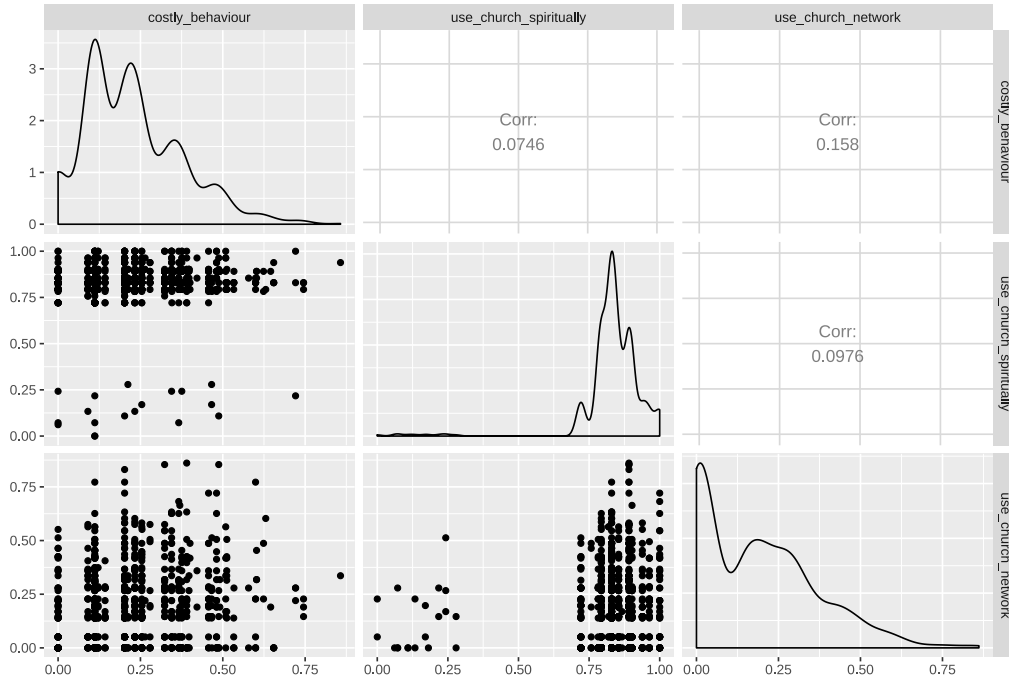 costly_behaviour
use_church_spiritually
use_church_network
3
2
1
0
Corr:
0.0746
Corr:
0.158
costly_behaviour
1.00
0.75
0.50
0.25
0.00
Corr:
0.0976
use_church_spiritually
0.75
0.50
0.25
0.00
use_church_network
0.00 0.25 0.50 0.75
0.00 0.25 0.50 0.75 1.00
0.00 0.25 0.50 0.75